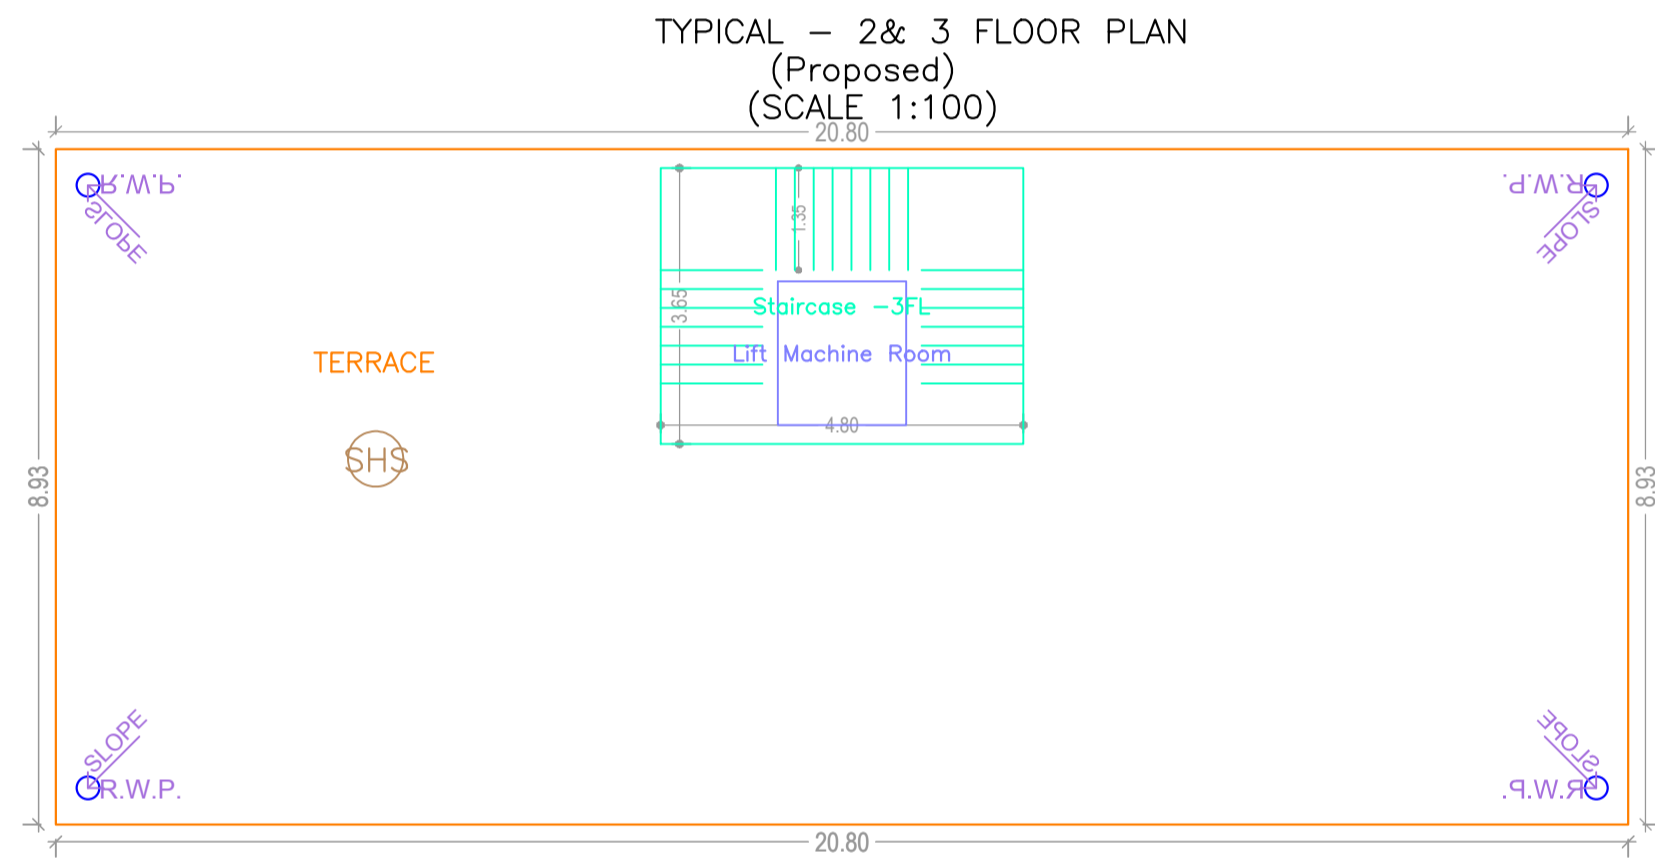 TYPICAL - 2& 3 FLOOR PLAN
(Proposed)
(SCALE 1:100)
20.80
R.W.P.
SLOPE
R.W.P.
SLOPE
1.35
3.65
Staircase -3FL
Lift Machine Room
4.80
TERRACE
SHS
8.93
8.93
SLOPE
R.W.P.
SLOPE
R.W.P.
20.80